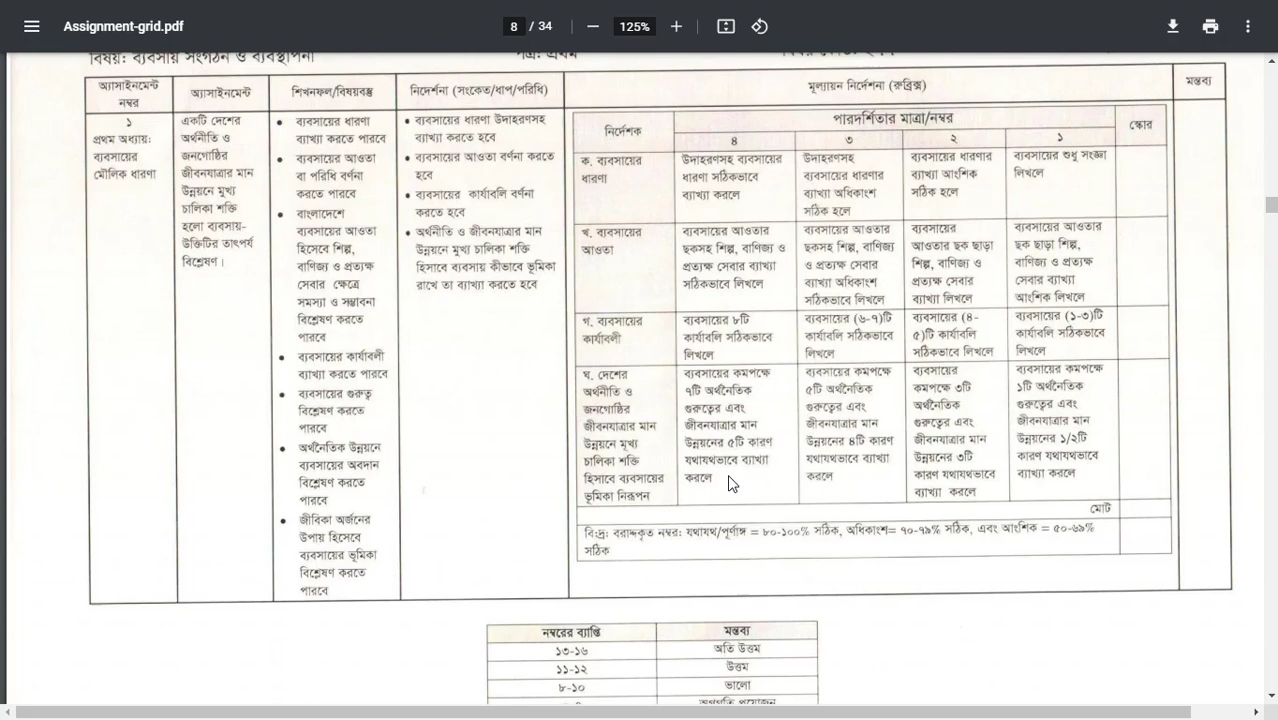 Assignment-grid.pdf
8 / 34
125%
বিষয়: ব্যবসায় সংগঠন ও ব্যবস্থাপনা
পত্র: প্রথম
অ্যাসাইনমেন্ট
নম্বর
অ্যাসাইনমেন্ট
শিখনফল/বিষয়বস্তু
নিদের্শনা (সংকেত/ধাপ/পরিধি)
মূল্যায়ন নির্দেশনা (রুব্রিক্স)
মন্তব্য
১
প্রথম অধ্যায়:
ব্যবসায়ের
মৌলিক ধারণা
একটি দেশের
অর্থনীতি ও
জনগোষ্ঠির
জীবনযাত্রার মান
উন্নয়নে মুখ্য
চালিকা শক্তি
হলো ব্যবসায়-
উক্তিটির তাৎপর্য
বিশ্লেষণ।
• ব্যবসায়ের ধারণা
ব্যাখ্যা করতে পারবে
• ব্যবসায়ের আওতা
বা পরিধি বর্ণনা
করতে পারবে
• বাংলাদেশে
ব্যবসায়ের আওতা
হিসেবে শিল্প,
বাণিজ্য ও প্রত্যক্ষ
সেবার ক্ষেত্রে
সমস্যা ও সম্ভাবনা
বিশ্লেষণ করতে
পারবে
• ব্যবসায়ের কার্যাবলী
ব্যাখ্যা করতে পারবে
• ব্যবসায়ের গুরুত্ব
বিশ্লেষণ করতে
পারবে
• অর্থনৈতিক উন্নয়নে
ব্যবসায়ের অবদান
বিশ্লেষণ করতে
পারবে
• জীবিকা অর্জনের
উপায় হিসেবে
ব্যবসায়ের ভূমিকা
বিশ্লেষণ করতে
পারবে
• ব্যবসায়ের ধারণা উদাহরণসহ
ব্যাখ্যা করতে হবে
• ব্যবসায়ের আওতা বর্ণনা করতে
হবে
• ব্যবসায়ের কার্যাবলি বর্ণনা
করতে হবে
• অর্থনীতি ও জীবনযাত্রার মান
উন্নয়নে মুখ্য চালিকা শক্তি
হিসাবে ব্যবসায় কীভাবে ভূমিকা
রাখে তা ব্যাখ্যা করতে হবে
নির্দেশক
পারদর্শিতার মাত্রা/নম্বর
স্কোর
৪
৩
২
১
ক. ব্যবসায়ের
ধারণা
উদাহরণসহ ব্যবসায়ের
ধারণা সঠিকভাবে
ব্যাখ্যা করলে
উদাহরণসহ
ব্যবসায়ের ধারণার
ব্যাখ্যা অধিকাংশ
সঠিক হলে
ব্যবসায়ের ধারণার
ব্যাখ্যা আংশিক
সঠিক হলে
ব্যবসায়ের শুধু সংজ্ঞা
লিখলে
খ. ব্যবসায়ের
আওতা
ব্যবসায়ের আওতার
ছকসহ শিল্প, বাণিজ্য ও
প্রত্যক্ষ সেবার ব্যাখ্যা
সঠিকভাবে লিখলে
ব্যবসায়ের আওতার
ছকসহ শিল্প, বাণিজ্য
ও প্রত্যক্ষ সেবার
ব্যাখ্যা অধিকাংশ
সঠিকভাবে লিখলে
ব্যবসায়ের
আওতার ছক ছাড়া
শিল্প, বাণিজ্য ও
প্রত্যক্ষ সেবার
ব্যাখ্যা লিখলে
ব্যবসায়ের আওতার
ছক ছাড়া শিল্প,
বাণিজ্য ও প্রত্যক্ষ
সেবার ব্যাখ্যা
আংশিক লিখলে
গ. ব্যবসায়ের
কার্যাবলী
ব্যবসায়ের ৮টি
কার্যাবলি সঠিকভাবে
লিখলে
ব্যবসায়ের (৬-৭)টি
কার্যাবলি সঠিকভাবে
লিখলে
ব্যবসায়ের (৪-
৫)টি কার্যাবলি
সঠিকভাবে লিখলে
ব্যবসায়ের (১-৩)টি
কার্যাবলি সঠিকভাবে
লিখলে
ঘ. দেশের
অর্থনীতি ও
জনগোষ্ঠির
জীবনযাত্রার মান
উন্নয়নে মূখ্য
চালিকা শক্তি
হিসাবে ব্যবসায়ের
ভূমিকা নিরূপন
ব্যবসায়ের কমপক্ষে
৭টি অর্থনৈতিক
গুরুত্বের এবং
জীবনযাত্রার মান
উন্নয়নের ৫টি কারণ
যথাযথভাবে ব্যাখ্যা
করলে
ব্যবসায়ের কমপক্ষে
৫টি অর্থনৈতিক
গুরুত্বের এবং
জীবনযাত্রার মান
উন্নয়নের ৪টি কারণ
যথাযথভাবে ব্যাখ্যা
করলে
ব্যবসায়ের
কমপক্ষে ৩টি
অর্থনৈতিক
গুরুত্বের এবং
জীবনযাত্রার মান
উন্নয়নের ৩টি
কারণ যথাযথভাবে
ব্যাখ্যা করলে
ব্যবসায়ের কমপক্ষে
১টি অর্থনৈতিক
গুরুত্বের এবং
জীবনযাত্রার মান
উন্নয়নের ১/২টি
কারণ যথাযথভাবে
ব্যাখ্যা করলে
মোট
বি:দ্র: বরাদ্দকৃত নম্বর: যথাযথ/পূর্ণাঙ্গ = ৮০-১০০% সঠিক, অধিকাংশ= ৭০-৭৯% সঠিক, এবং আংশিক = ৫০-৬৯%
সঠিক
নম্বরের ব্যাপ্তি
মন্তব্য
১৩-১৬
অতি উত্তম
১১-১২
উত্তম
৮-১০
ভালো
অগ্রগতি প্রয়োজন